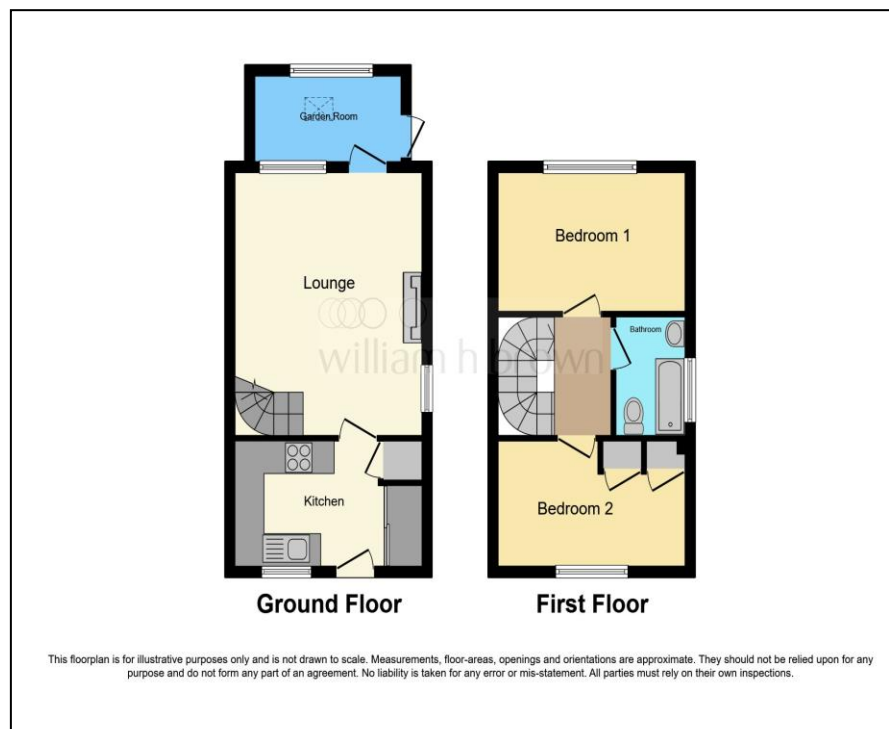 Garden Room
Lounge
Bedroom 1
Bathroom
william h brown
Kitchen
Bedroom 2
Ground Floor
First Floor
This floorplan is for illustrative purposes only and is not drawn to scale. Measurements, floor-areas, openings and orientations are approximate. They should not be relied upon for any
purpose and do not form any part of an agreement. No liability is taken for any error or mis-statement. All parties must rely on their own inspections.